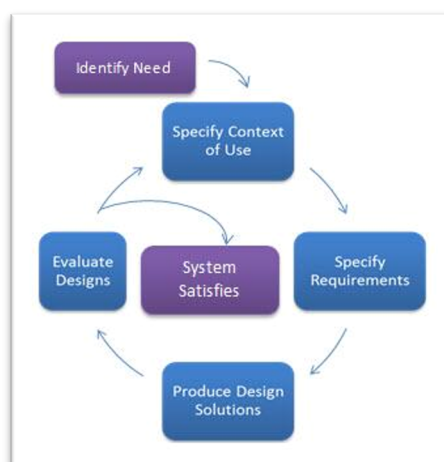 Identify Need
Specify Context
of Use
Specify
Requirements
Produce Design
Solutions
Evaluate
Designs
System
Satisfies